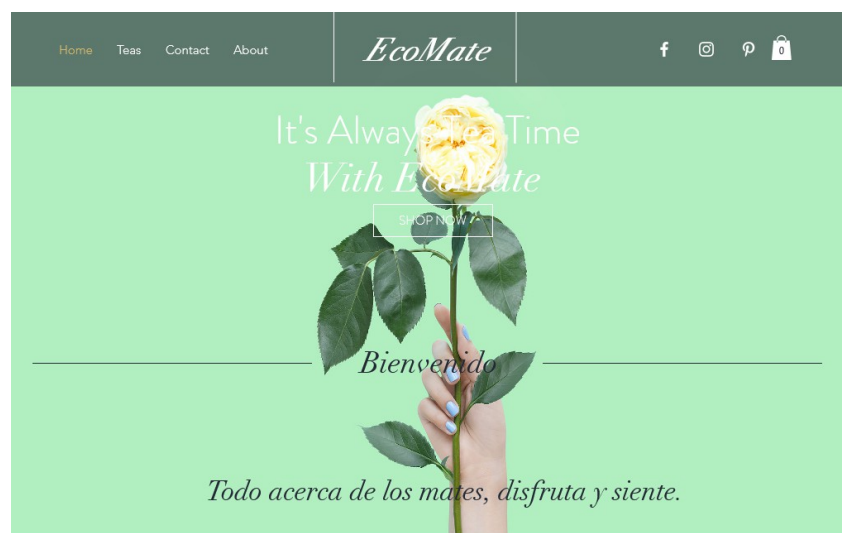 Home Teas Contact About EcoMate 0
It's Always Tea Time
With EcoMate
SHOP NOW
Bienvenido
Todo acerca de los mates, disfruta y siente.